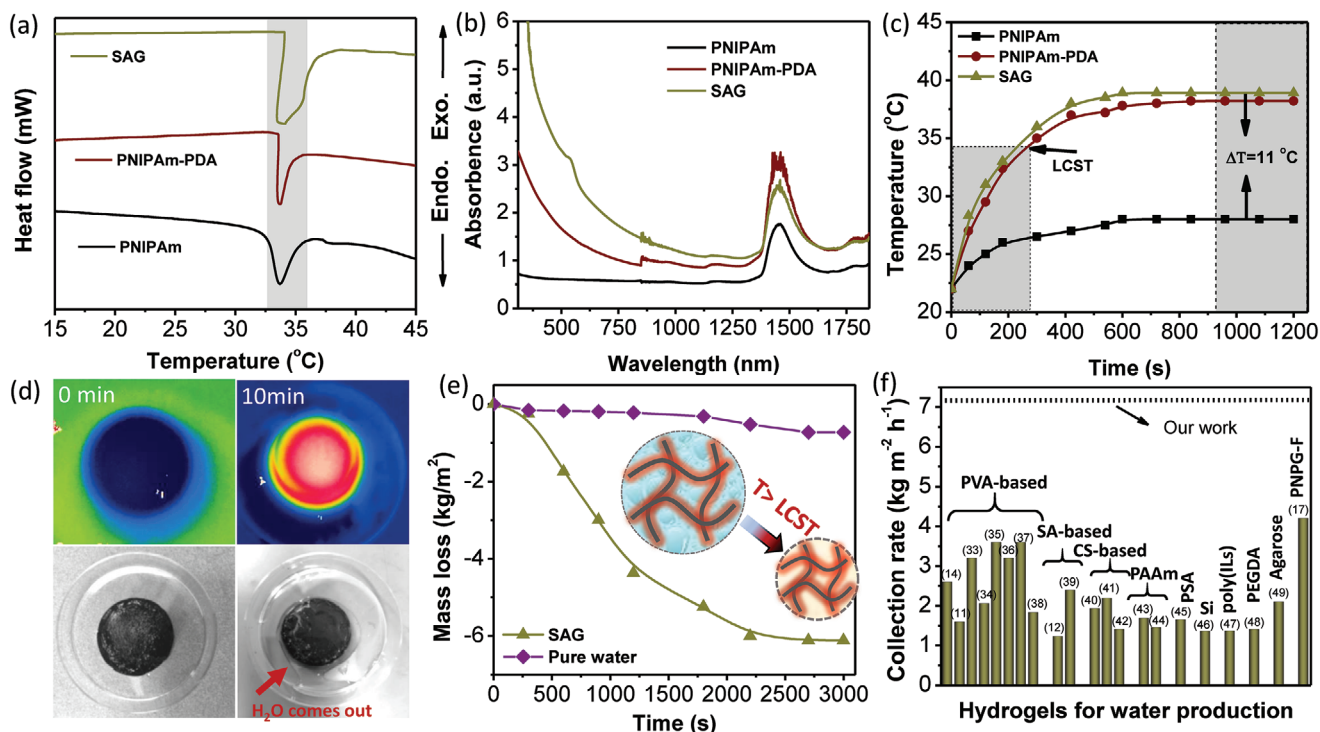 (a)
Heat flow (mW)
SAG
PNIPAm-PDA
PNIPAm
15 20 25 30 35 40 45
Temperature (°C)
Endo. Exo.
(b)
Absorbence (a.u.)
6
5
4
3
2
1
0
PNIPAm
PNIPAm-PDA
SAG
500 750 1000 1250 1500 1750
Wavelength (nm)
(c)
Temperature (°C)
45
40
35
30
25
20
PNIPAm
PNIPAm-PDA
SAG
LCST
ΔT=11 °C
0 200 400 600 800 1000 1200
Time (s)
(d)
0 min
10min
H2O comes out
(e)
Mass loss (kg/m²)
0
-2
-4
-6
T> LCST
SAG
Pure water
0 500 1000 1500 2000 2500 3000
Time (s)
(f)
Collection rate (kg m⁻² h⁻¹)
7
6
5
4
3
2
1
0
Our work
PVA-based
SA-based
CS-based
PAAm
PSA
Si
poly(ILs)
PEGDA
Agarose
PNPG-F
(14)
(11)
(33)
(34)
(35)
(36)
(37)
(38)
(12)
(39)
(40)
(41)
(42)
(43)
(44)
(45)
(46)
(47)
(48)
(49)
(17)
Hydrogels for water production